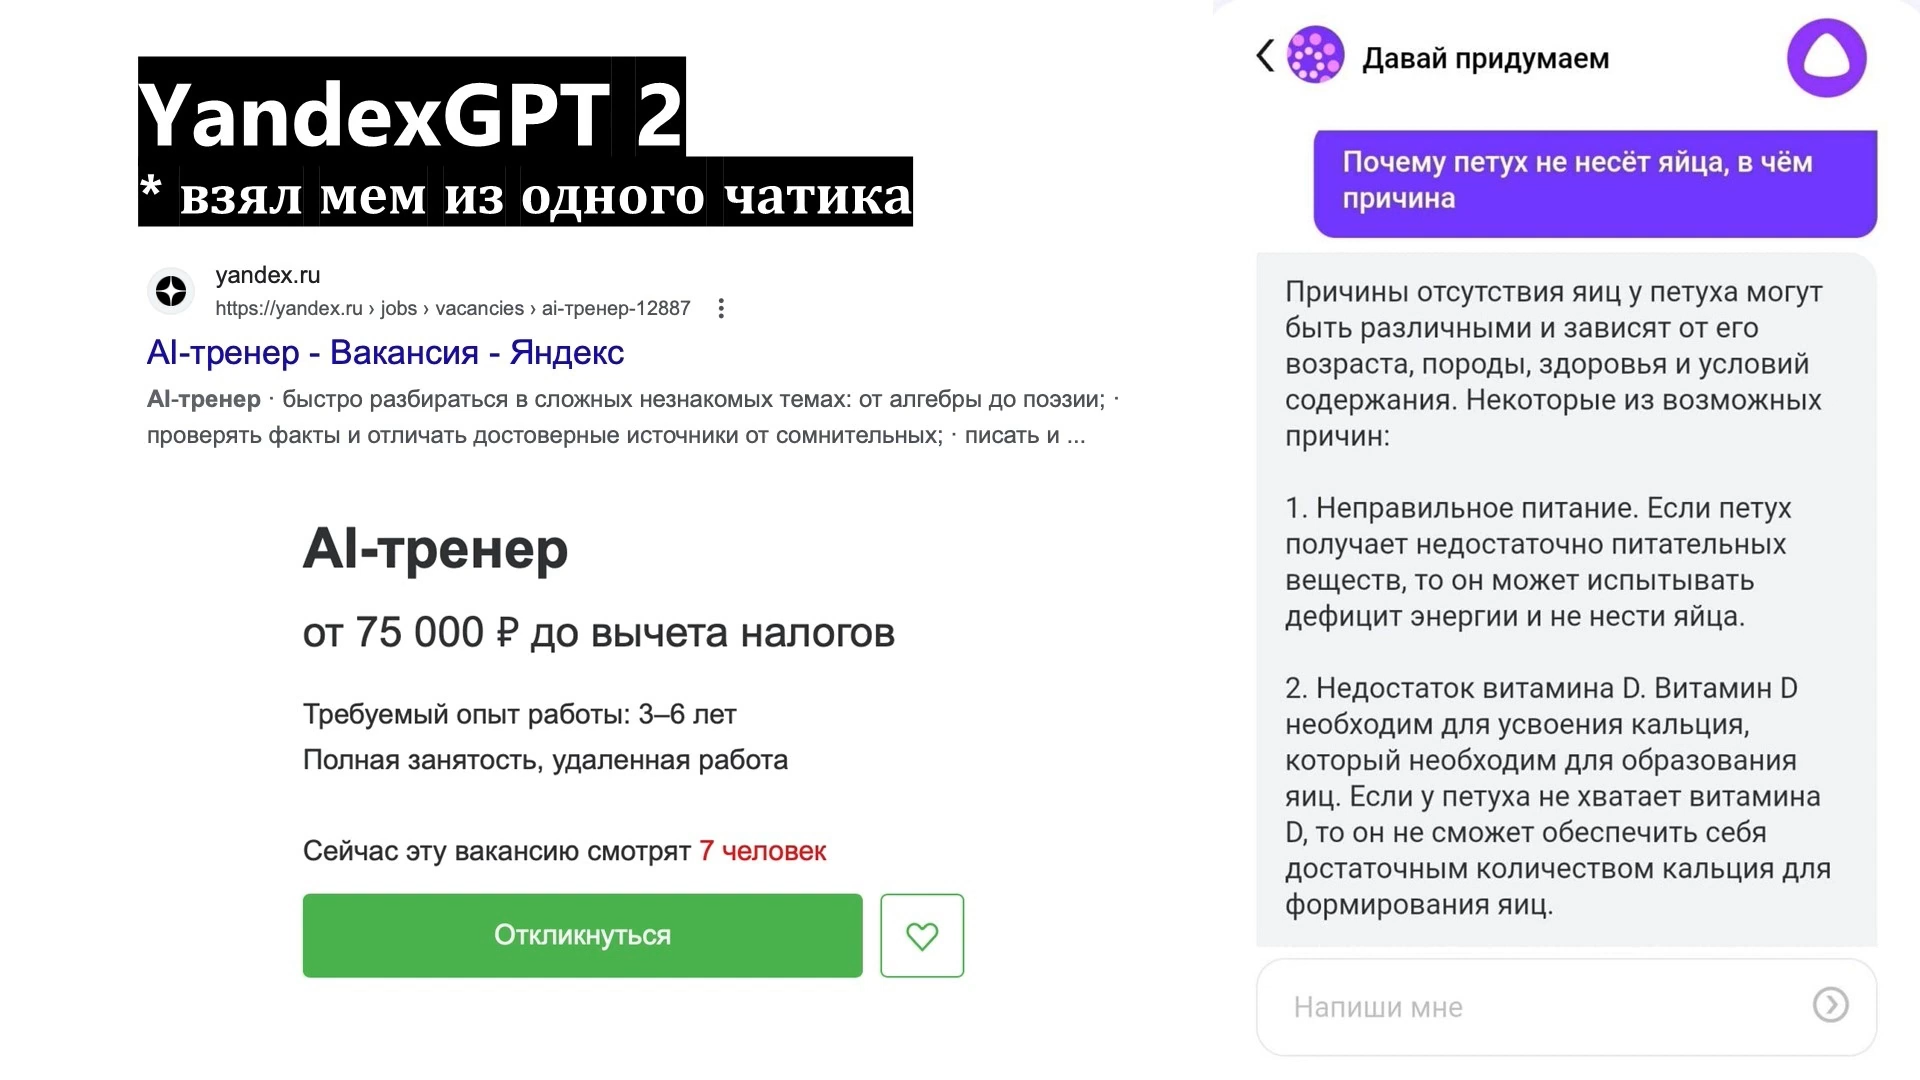 YandexGPT 2
* взял мем из одного чатика
yandex.ru
https://yandex.ru › jobs › vacancies › ai-тренер-12887
AI-тренер - Вакансия - Яндекс
AI-тренер · быстро разбираться в сложных незнакомых темах: от алгебры до поэзии; ·
проверять факты и отличать достоверные источники от сомнительных; · писать и ...
AI-тренер
от 75 000 ₽ до вычета налогов
Требуемый опыт работы: 3–6 лет
Полная занятость, удаленная работа
Сейчас эту вакансию смотрят 7 человек
Откликнуться
Давай придумаем
Почему петух не несёт яйца, в чём
причина
Причины отсутствия яиц у петуха могут
быть различными и зависят от его
возраста, породы, здоровья и условий
содержания. Некоторые из возможных
причин:
1. Неправильное питание. Если петух
получает недостаточно питательных
веществ, то он может испытывать
дефицит энергии и не нести яйца.
2. Недостаток витамина D. Витамин D
необходим для усвоения кальция,
который необходим для образования
яиц. Если у петуха не хватает витамина
D, то он не сможет обеспечить себя
достаточным количеством кальция для
формирования яиц.
Напиши мне